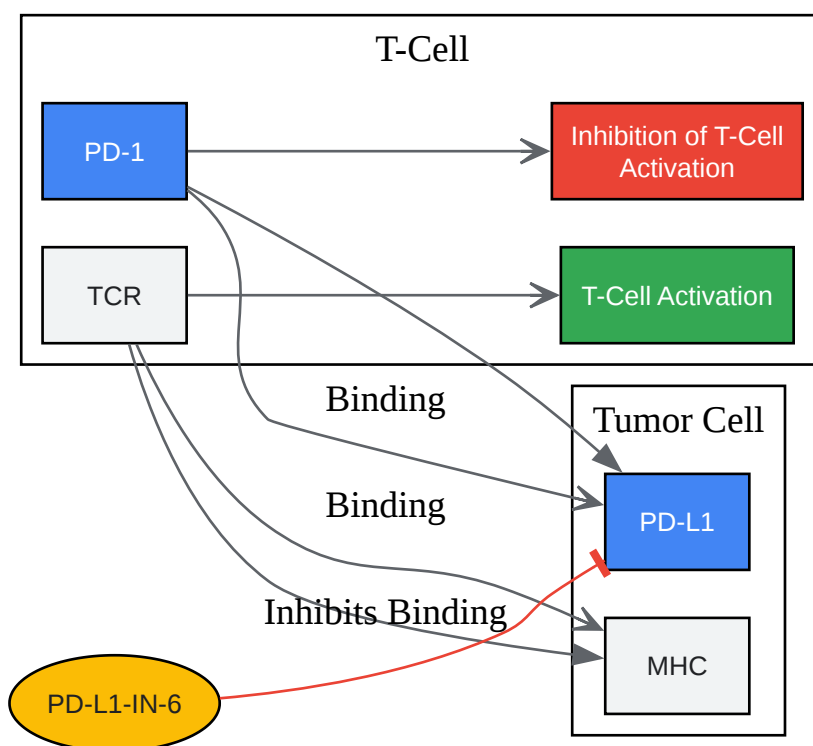 T-Cell
PD-1
Inhibition of T-Cell
Activation
TCR
T-Cell Activation
Binding
Tumor Cell
Binding
PD-L1
Inhibits Binding
MHC
PD-L1-IN-6